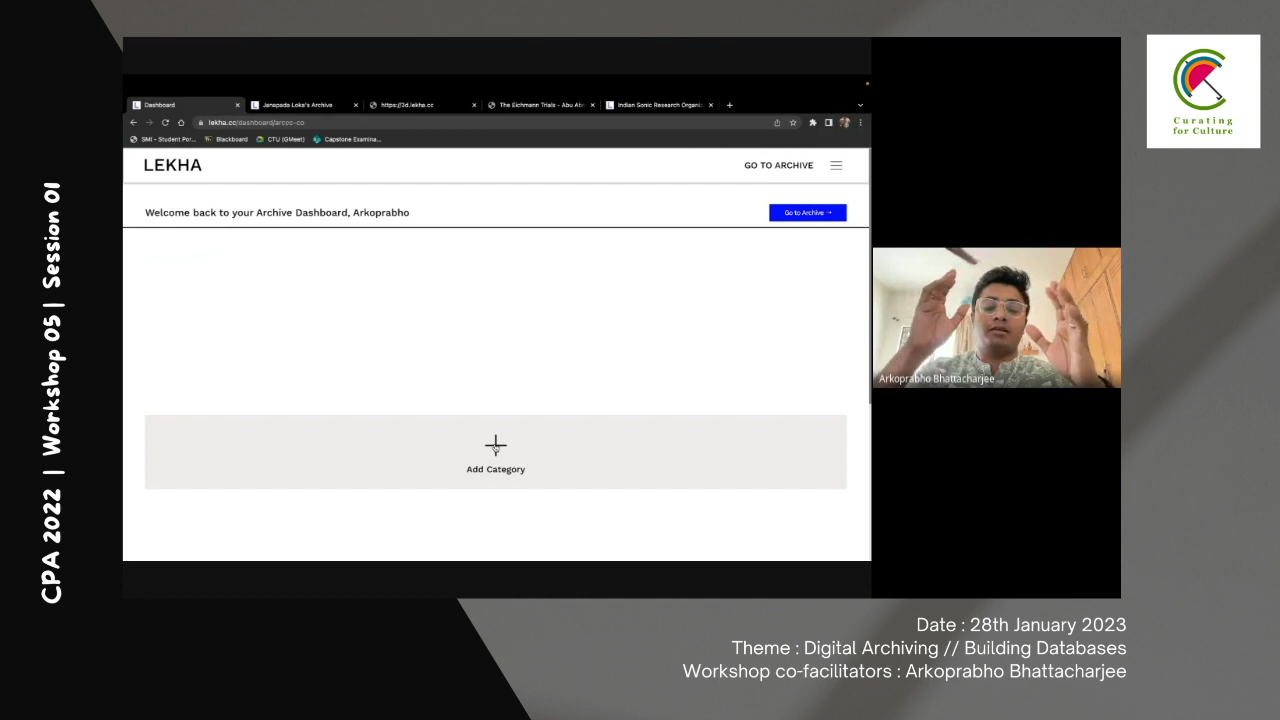 CPA 2022 | Workshop 05 | Session 01
Dashboard
Janapada Loka's Archive
https://3d.lekha.cc
The Eichmann Trials - Abu
Indian Sonic Research
lekha.cc/dashboard/arccc-co
SMI - Student Por...
Blackboard
CTU (GMeet)
Capstone Examina...
LEKHA
GO TO ARCHIVE
Welcome back to your Archive Dashboard, Arkoprabho
Go to Archive →
Add Category
Arkoprabho Bhattacharjee
Curating
for Culture
Date : 28th January 2023
Theme : Digital Archiving // Building Databases
Workshop co-facilitators : Arkoprabho Bhattacharjee